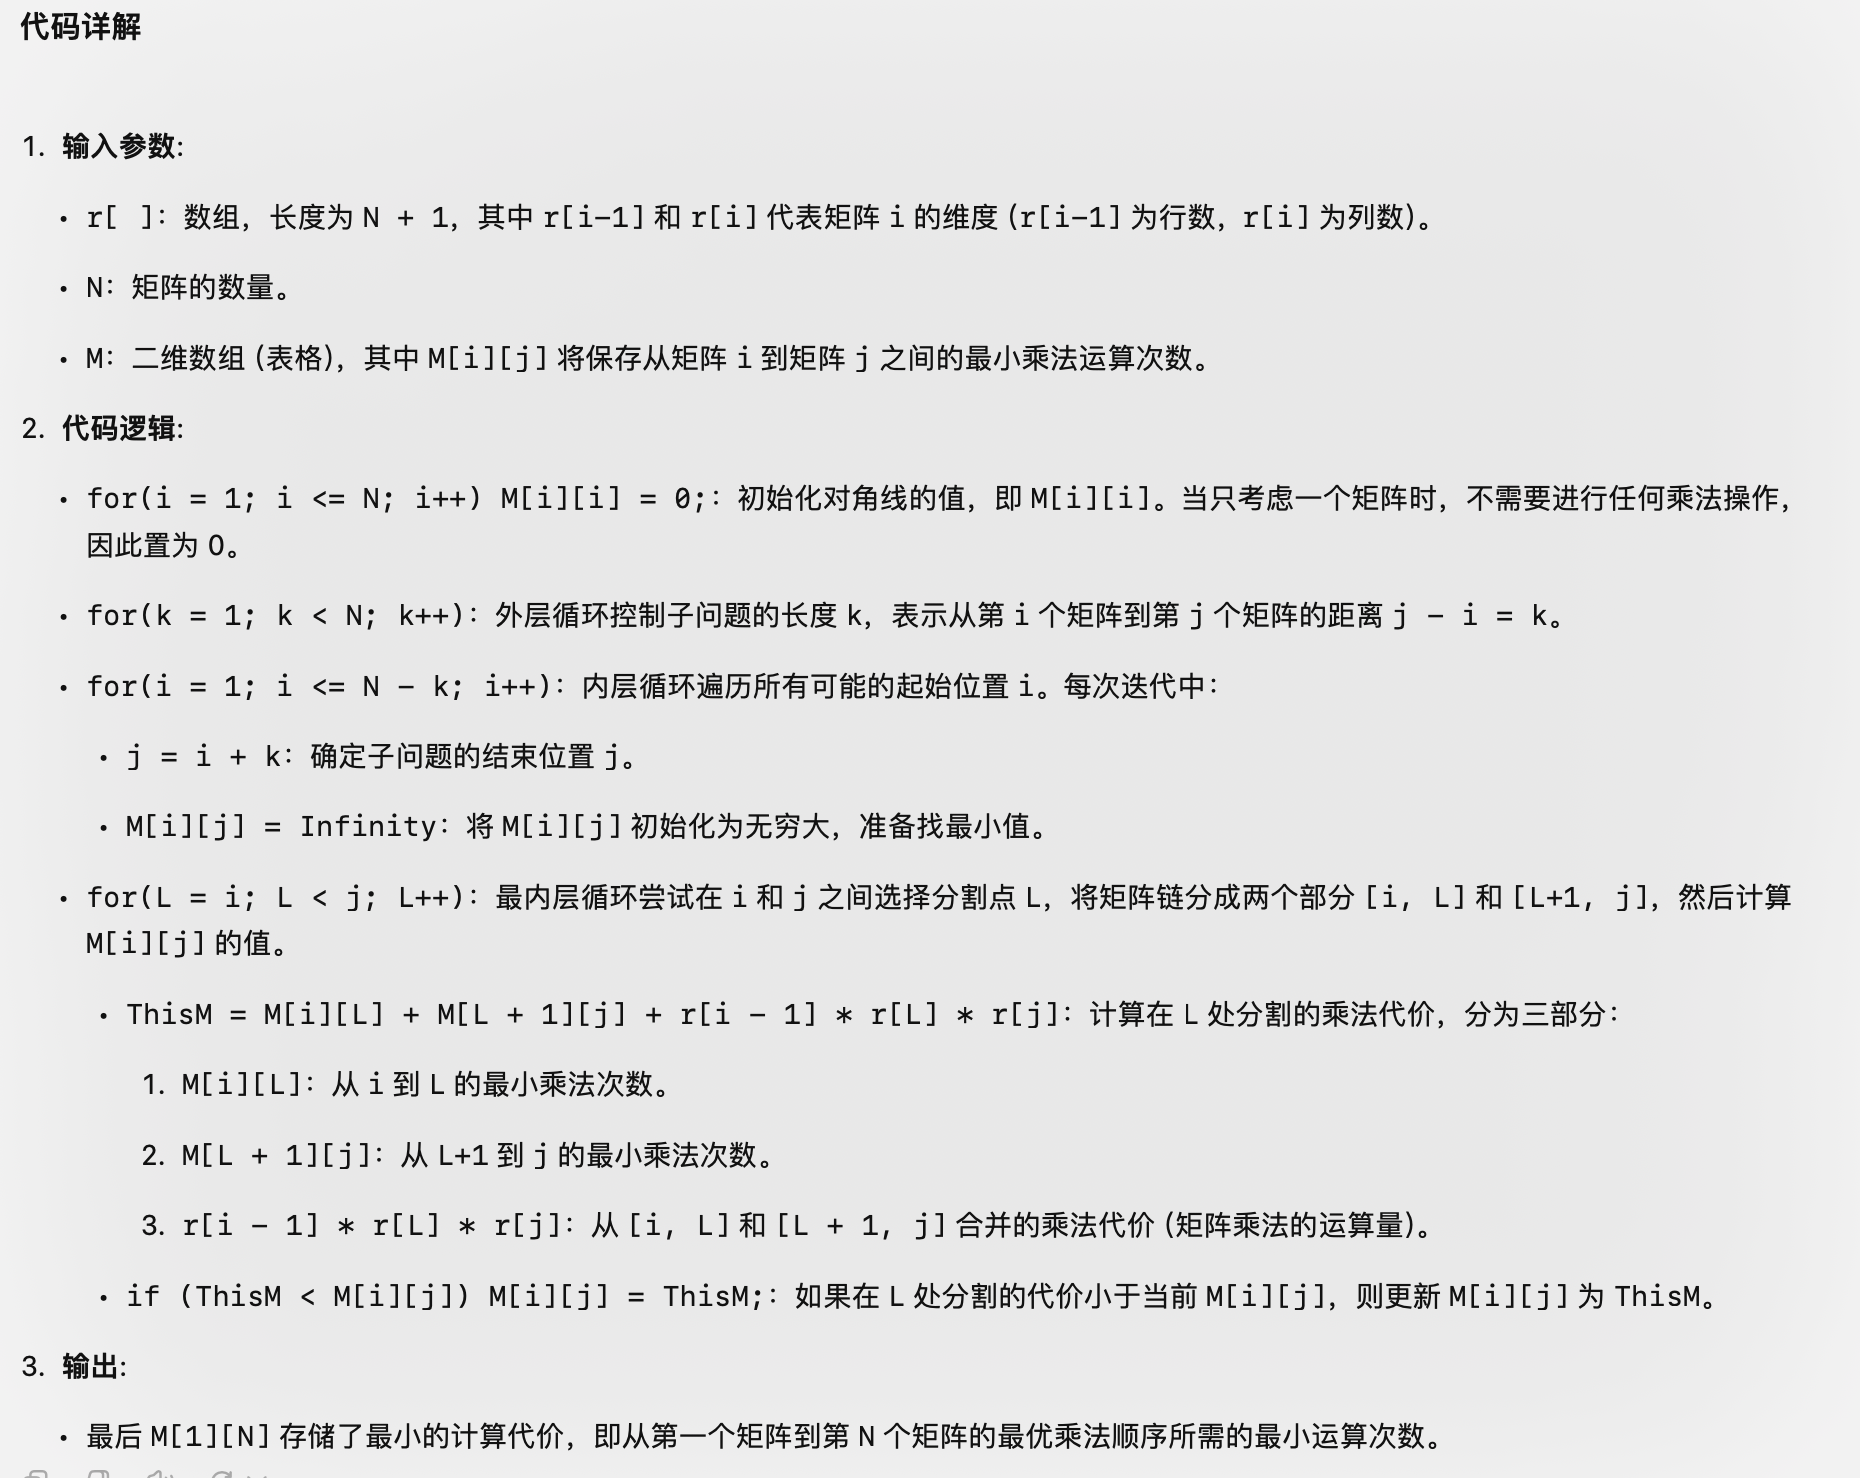 代码详解
1. 输入参数:
• r[ ]：数组，长度为 N + 1，其中 r[i-1] 和 r[i] 代表矩阵 i 的维度 (r[i-1] 为行数，r[i] 为列数)。
• N：矩阵的数量。
• M：二维数组 (表格)，其中 M[i][j] 将保存从矩阵 i 到矩阵 j 之间的最小乘法运算次数。
2. 代码逻辑:
• for(i = 1; i <= N; i++) M[i][i] = 0;：初始化对角线的值，即 M[i][i]。当只考虑一个矩阵时，不需要进行任何乘法操作，
因此置为 0。
• for(k = 1; k < N; k++)：外层循环控制子问题的长度 k，表示从第 i 个矩阵到第 j 个矩阵的距离 j - i = k。
• for(i = 1; i <= N - k; i++)：内层循环遍历所有可能的起始位置 i。每次迭代中：
• j = i + k：确定子问题的结束位置 j。
• M[i][j] = Infinity：将 M[i][j] 初始化为无穷大，准备找最小值。
• for(L = i; L < j; L++)：最内层循环尝试在 i 和 j 之间选择分割点 L，将矩阵链分成两个部分 [i, L] 和 [L+1, j]，然后计算
M[i][j] 的值。
• ThisM = M[i][L] + M[L + 1][j] + r[i - 1] * r[L] * r[j]：计算在 L 处分割的乘法代价，分为三部分：
1. M[i][L]：从 i 到 L 的最小乘法次数。
2. M[L + 1][j]：从 L+1 到 j 的最小乘法次数。
3. r[i - 1] * r[L] * r[j]：从 [i, L] 和 [L + 1, j] 合并的乘法代价 (矩阵乘法的运算量)。
• if (ThisM < M[i][j]) M[i][j] = ThisM;：如果在 L 处分割的代价小于当前 M[i][j]，则更新 M[i][j] 为 ThisM。
3. 输出:
• 最后 M[1][N] 存储了最小的计算代价，即从第一个矩阵到第 N 个矩阵的最优乘法顺序所需的最小运算次数。